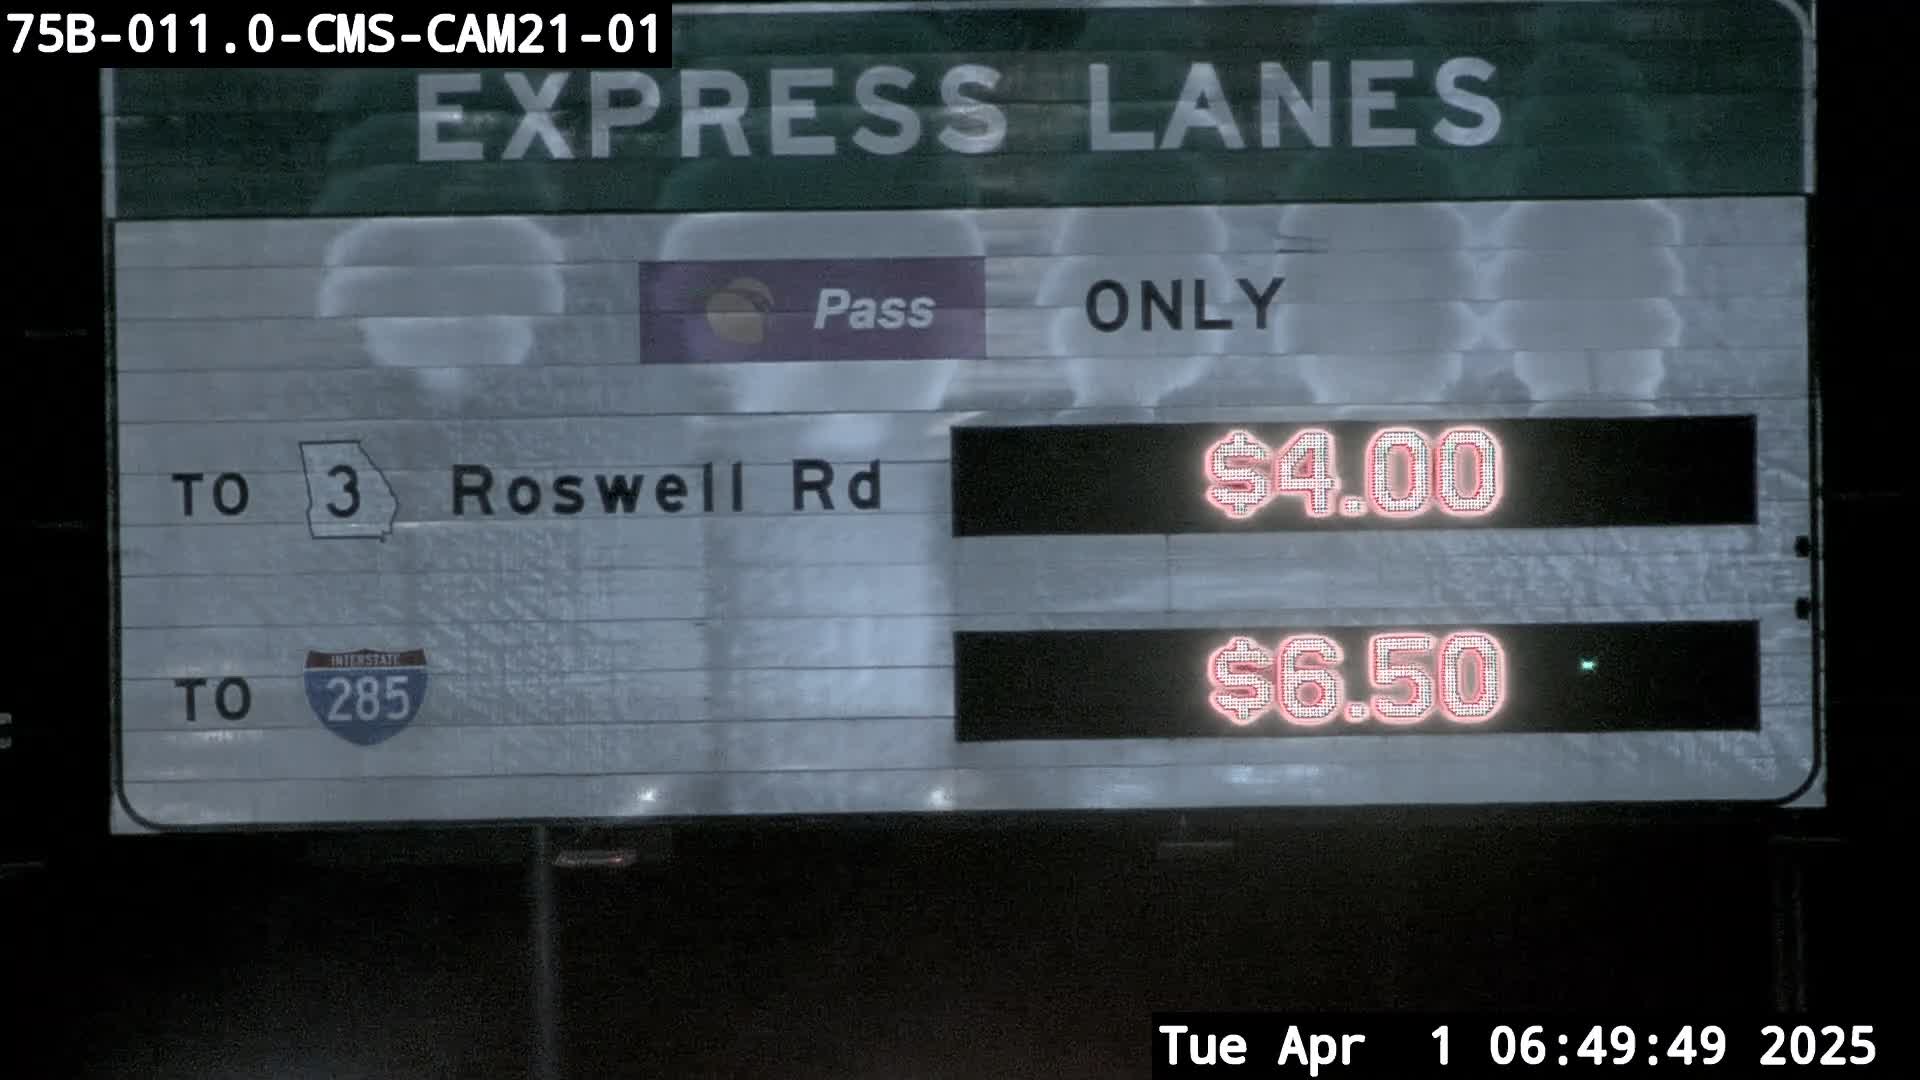 75B-011.0-CMS-CAM21-01
EXPRESS LANES
Pass ONLY
TO 3 Roswell Rd $4.00
TO INTERSTATE 285 $6.50
Tue Apr 1 06:49:49 2025